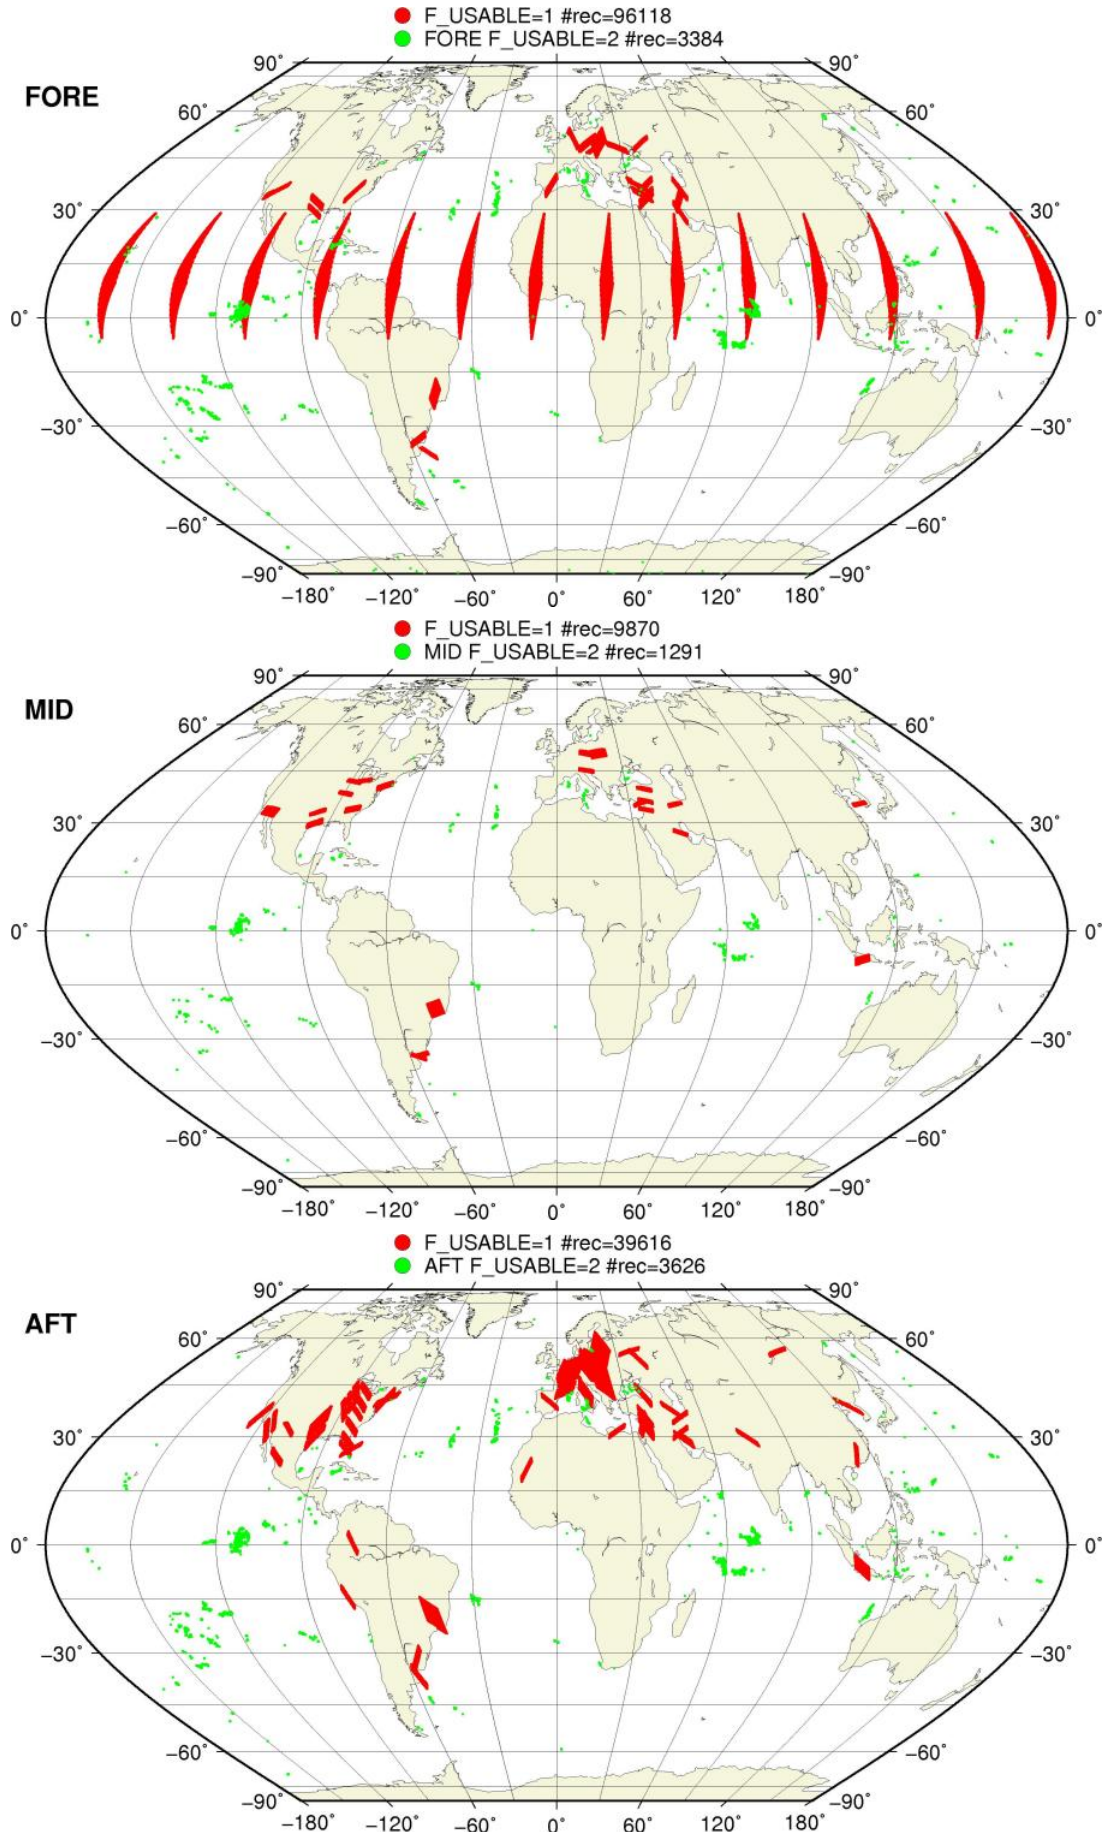 F_USABLE=1 #rec=96118
FORE F_USABLE=2 #rec=3384
FORE
90° 90°
60° 60°
30° 30°
0° 0°
−30° −30°
−60° −60°
−90° −90°
−180° −120° −60° 0° 60° 120° 180°
F_USABLE=1 #rec=9870
MID F_USABLE=2 #rec=1291
MID
90° 90°
60° 60°
30° 30°
0° 0°
−30° −30°
−60° −60°
−90° −90°
−180° −120° −60° 0° 60° 120° 180°
F_USABLE=1 #rec=39616
AFT F_USABLE=2 #rec=3626
AFT
90° 90°
60° 60°
30° 30°
0° 0°
−30° −30°
−60° −60°
−90° −90°
−180° −120° −60° 0° 60° 120° 180°